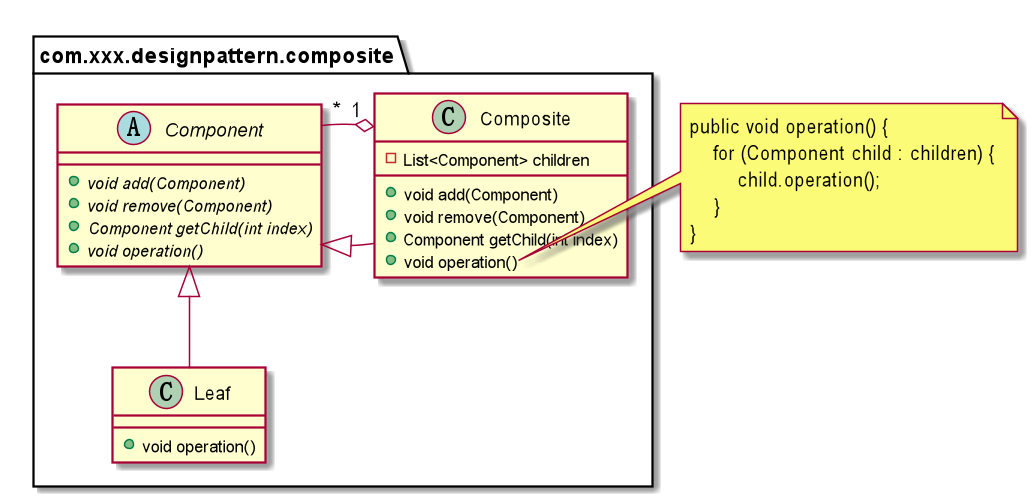 com.xxx.designpattern.composite
A Component
void add(Component)
void remove(Component)
Component getChild(int index)
void operation()
* 1
C Composite
List<Component> children
void add(Component)
void remove(Component)
Component getChild(int index)
void operation()
public void operation() {
for (Component child : children) {
child.operation();
}
}
C Leaf
void operation()